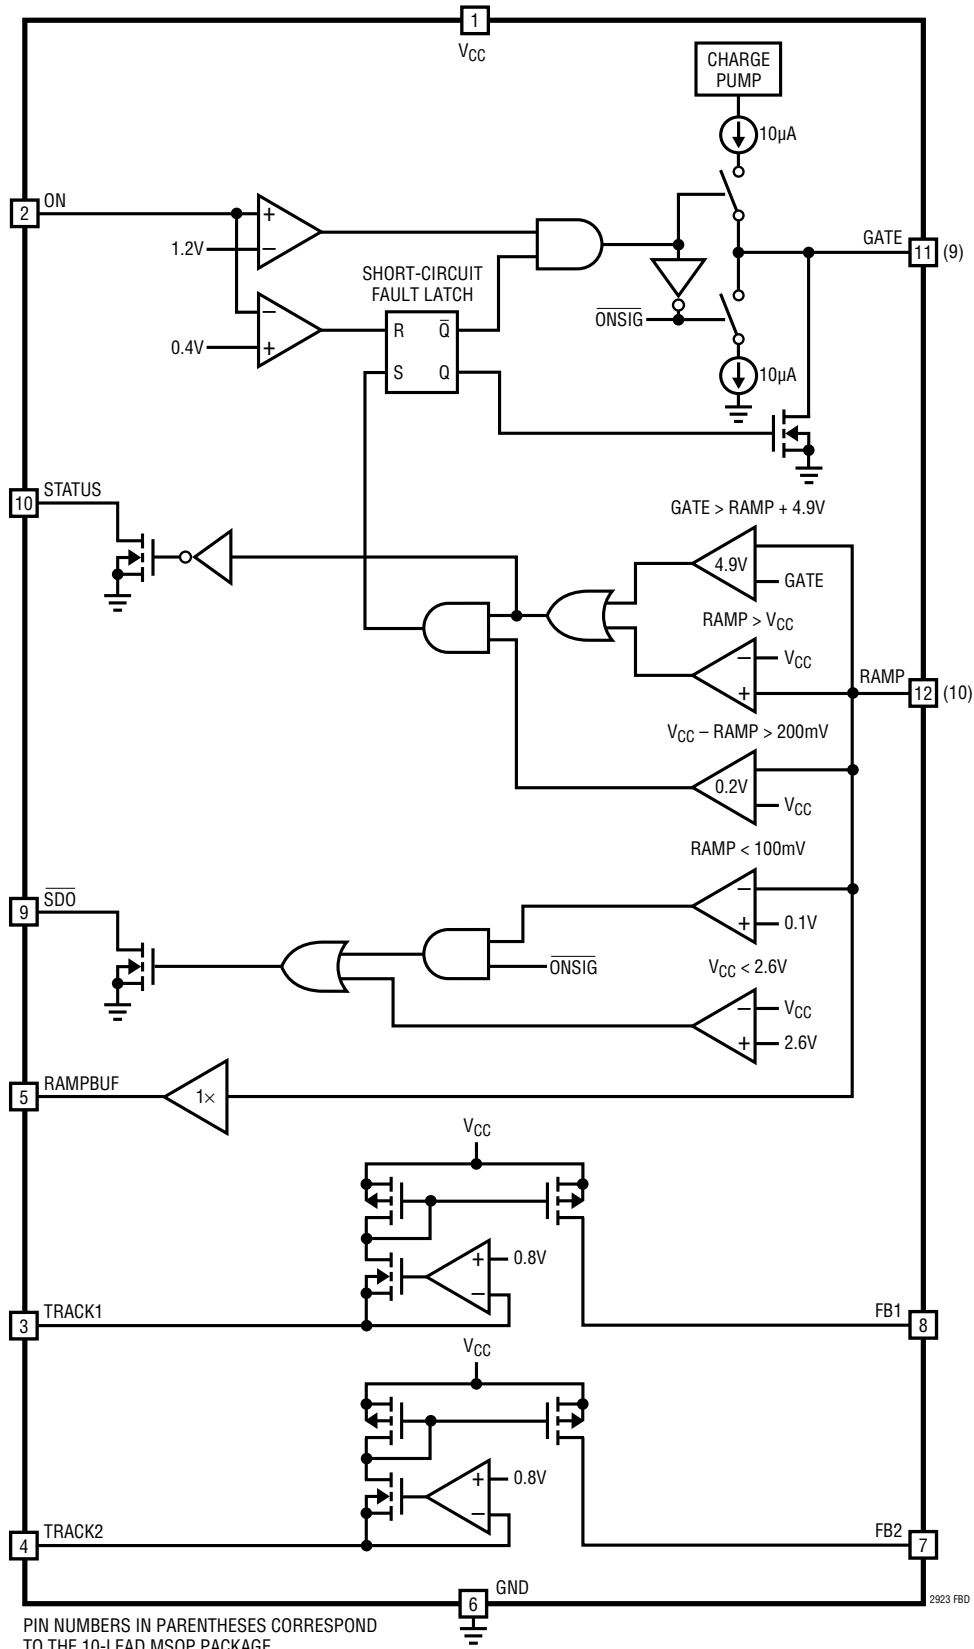 1
VCC
CHARGE
PUMP
10µA
2
ON
+
1.2V
−
GATE
11
(9)
SHORT-CIRCUIT
FAULT LATCH
−
0.4V
+
R
Q̅
S
Q
O̅N̅S̅I̅G̅
10µA
10
STATUS
GATE > RAMP + 4.9V
4.9V
GATE
RAMP > VCC
−
VCC
+
RAMP
12
(10)
VCC – RAMP > 200mV
0.2V
VCC
RAMP < 100mV
9
S̅D̅O̅
−
+
0.1V
O̅N̅S̅I̅G̅
VCC < 2.6V
−
VCC
+
2.6V
5
RAMPBUF
1×
VCC
+
0.8V
−
3
TRACK1
FB1
8
VCC
+
0.8V
−
4
TRACK2
FB2
7
6
GND
2923 FBD
PIN NUMBERS IN PARENTHESES CORRESPOND
TO THE 10-LEAD MSOP PACKAGE